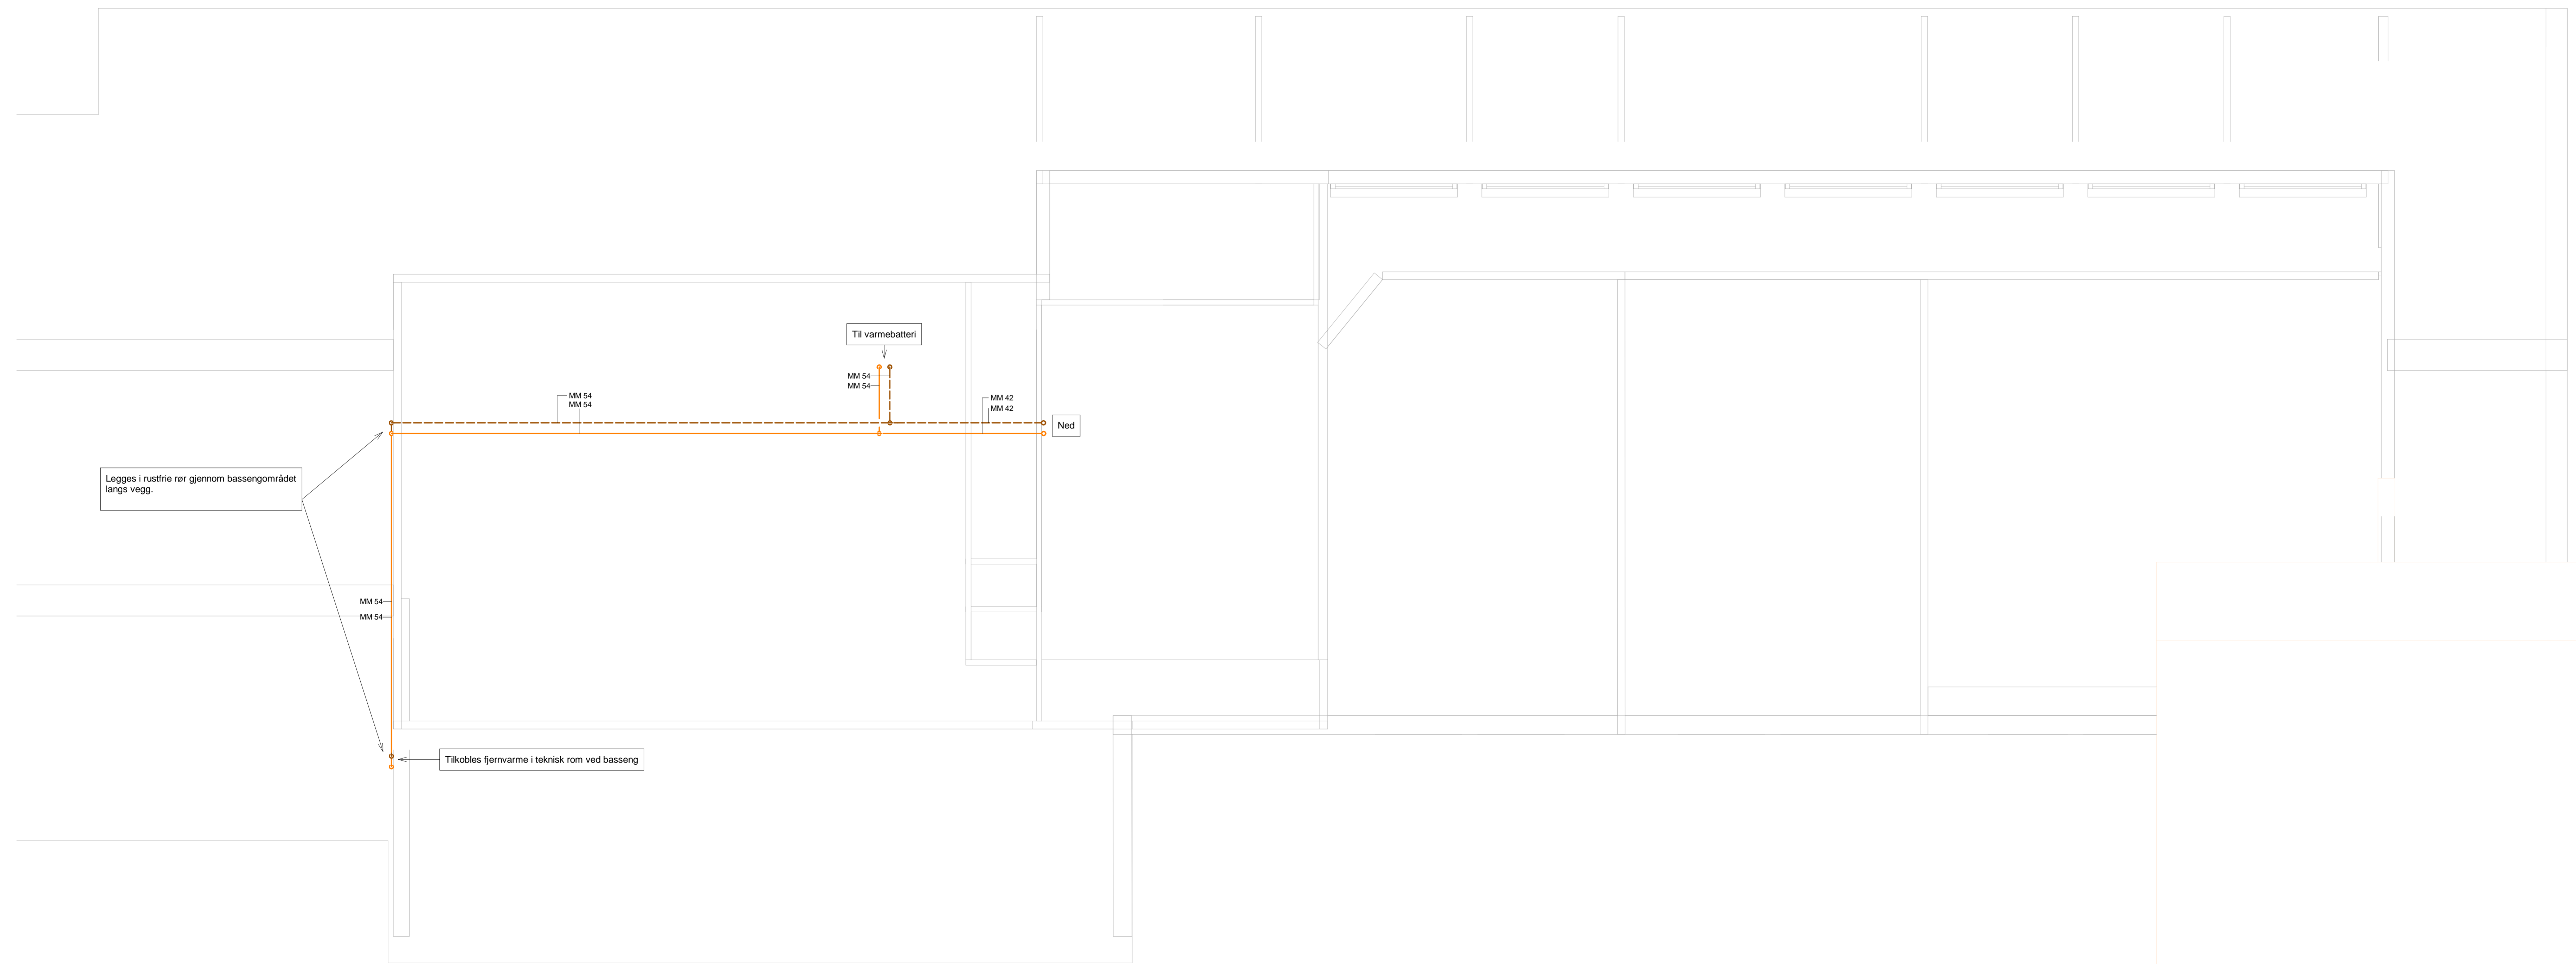 Til varmebatteri
MM 54
MM 54
MM 54
MM 54
MM 42
MM 42
Ned
Legges i rustfrie rør gjennom bassengområdet
langs vegg.
MM 54
MM 54
Tilkobles fjernvarme i teknisk rom ved basseng